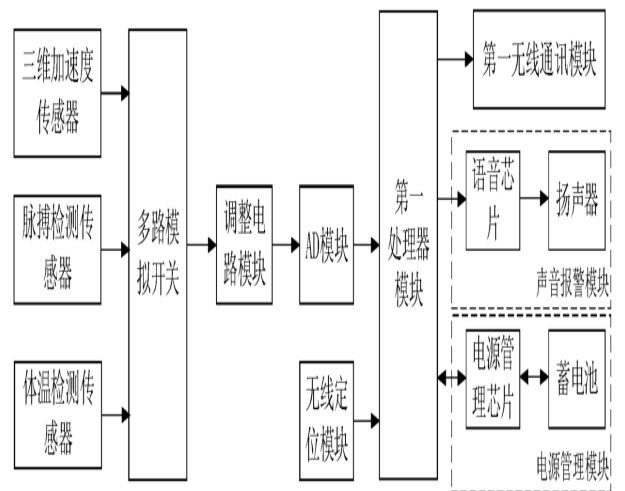 三维加速度
传感器
脉搏检测传
感器
体温检测传
感器
多路模
拟开关
调整电
路模块
AD模块
无线定
位模块
第一
处理器
模块
第一无线通讯模块
语音芯
片
扬声器
声音报警模块
电源管
理芯片
蓄电池
电源管理模块